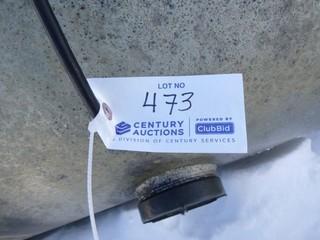 LOT NO
473
CENTURY
AUCTIONS
POWERED BY
ClubBid
A DIVISION OF CENTURY SERVICES